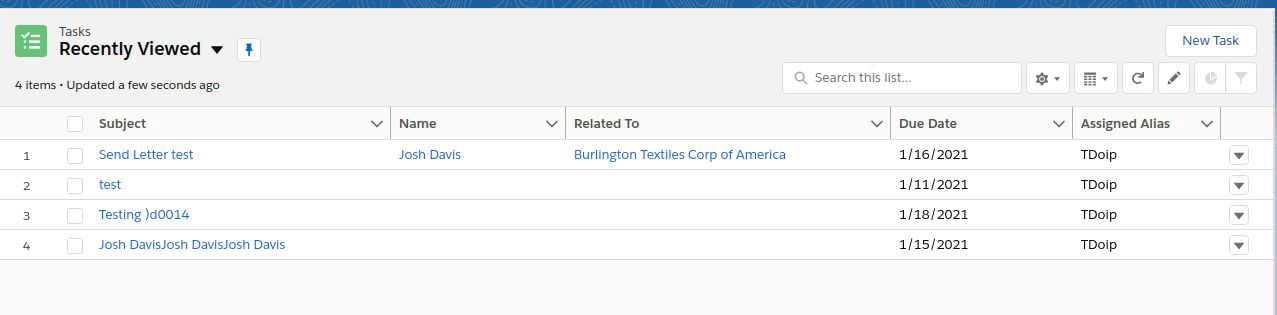 Tasks
Recently Viewed
New Task
4 items • Updated a few seconds ago
Search this list...
Subject Name Related To Due Date Assigned Alias
1 Send Letter test Josh Davis Burlington Textiles Corp of America 1/16/2021 TDoip
2 test 1/11/2021 TDoip
3 Testing )d0014 1/18/2021 TDoip
4 Josh DavisJosh DavisJosh Davis 1/15/2021 TDoip